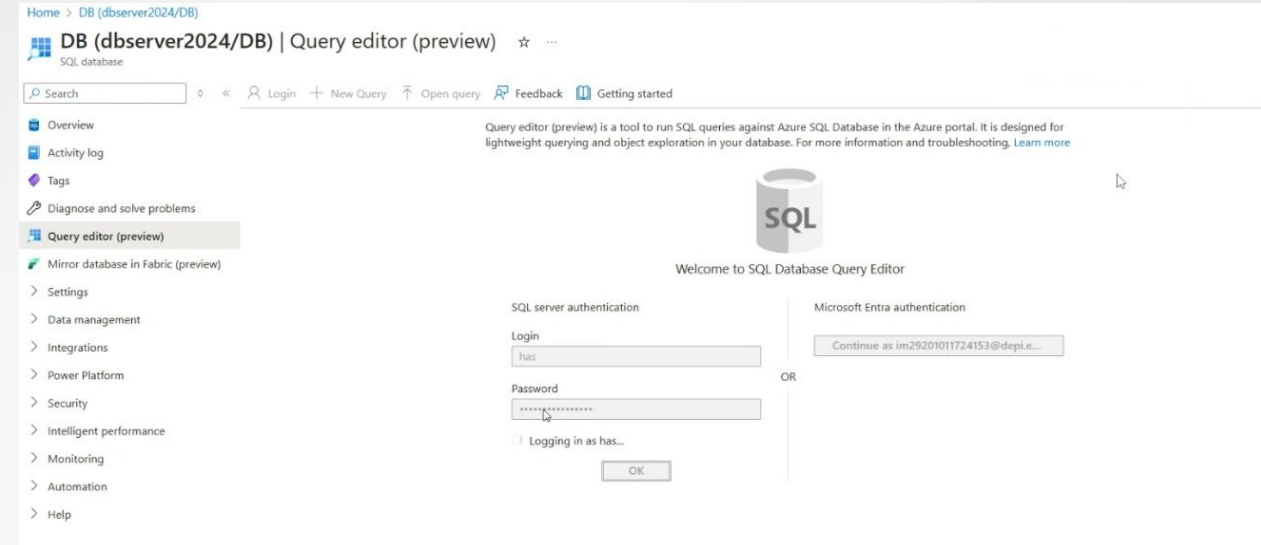 Home > DB (dbserver2024/DB)
DB (dbserver2024/DB) | Query editor (preview)
SQL database
Search
Login
New Query
Open query
Feedback
Getting started
Overview
Activity log
Tags
Diagnose and solve problems
Query editor (preview)
Mirror database in Fabric (preview)
Settings
Data management
Integrations
Power Platform
Security
Intelligent performance
Monitoring
Automation
Help
Query editor (preview) is a tool to run SQL queries against Azure SQL Database in the Azure portal. It is designed for
lightweight querying and object exploration in your database. For more information and troubleshooting, Learn more
SQL
Welcome to SQL Database Query Editor
SQL server authentication
Login
has
Password
****************
Logging in as has...
OK
OR
Microsoft Entra authentication
Continue as im29201011724153@depi.e...